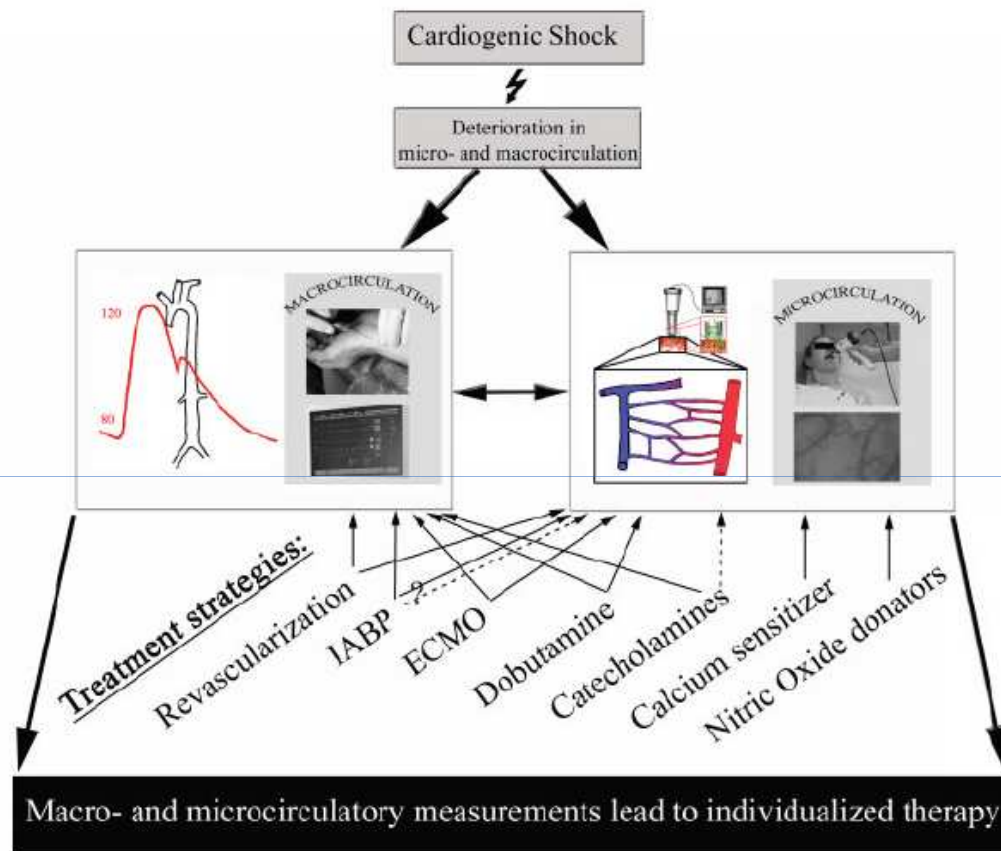 Cardiogenic Shock
Deterioration in
micro- and macrocirculation
120
80
MACROCIRCULATION
MICROCIRCULATION
Treatment strategies:
Revascularization
IABP ?
ECMO
Dobutamine
Catecholamines
Calcium sensitizer
Nitric Oxide donators
Macro- and microcirculatory measurements lead to individualized therapy